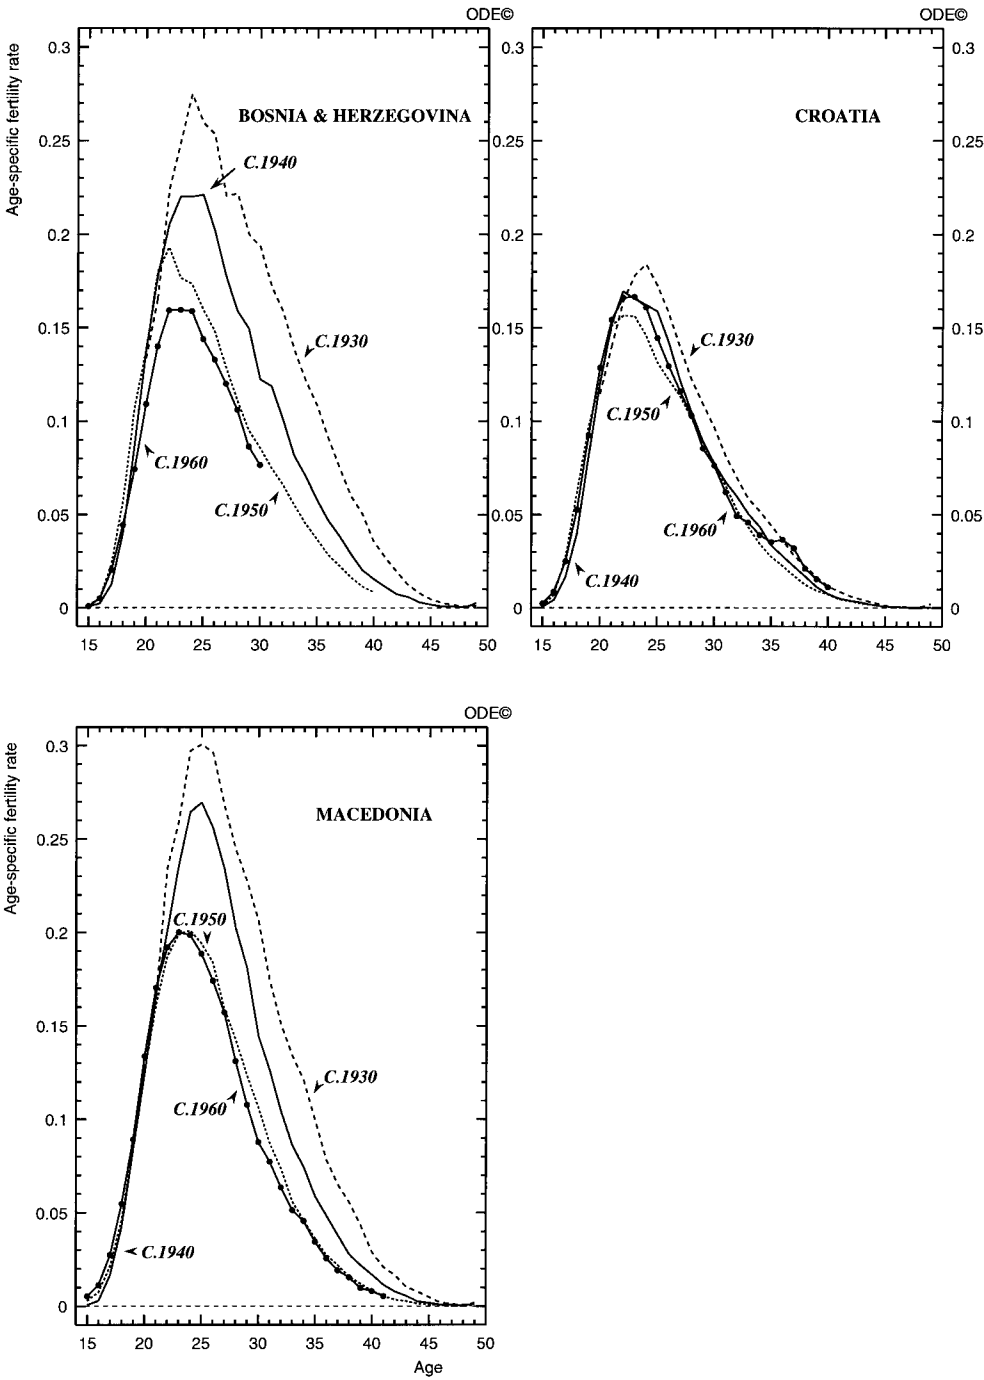 ODE©
ODE©
Age-specific fertility rate
0.3
0.25
0.2
0.15
0.1
0.05
0
BOSNIA & HERZEGOVINA
C.1940
C.1930
C.1960
C.1950
15 20 25 30 35 40 45 50
0.3
0.25
0.2
0.15
0.1
0.05
0
CROATIA
C.1930
C.1950
C.1960
C.1940
0.3
0.25
0.2
0.15
0.1
0.05
0
15 20 25 30 35 40 45 50
ODE©
Age-specific fertility rate
0.3
0.25
0.2
0.15
0.1
0.05
0
MACEDONIA
C.1950
C.1930
C.1960
C.1940
15 20 25 30 35 40 45 50
Age